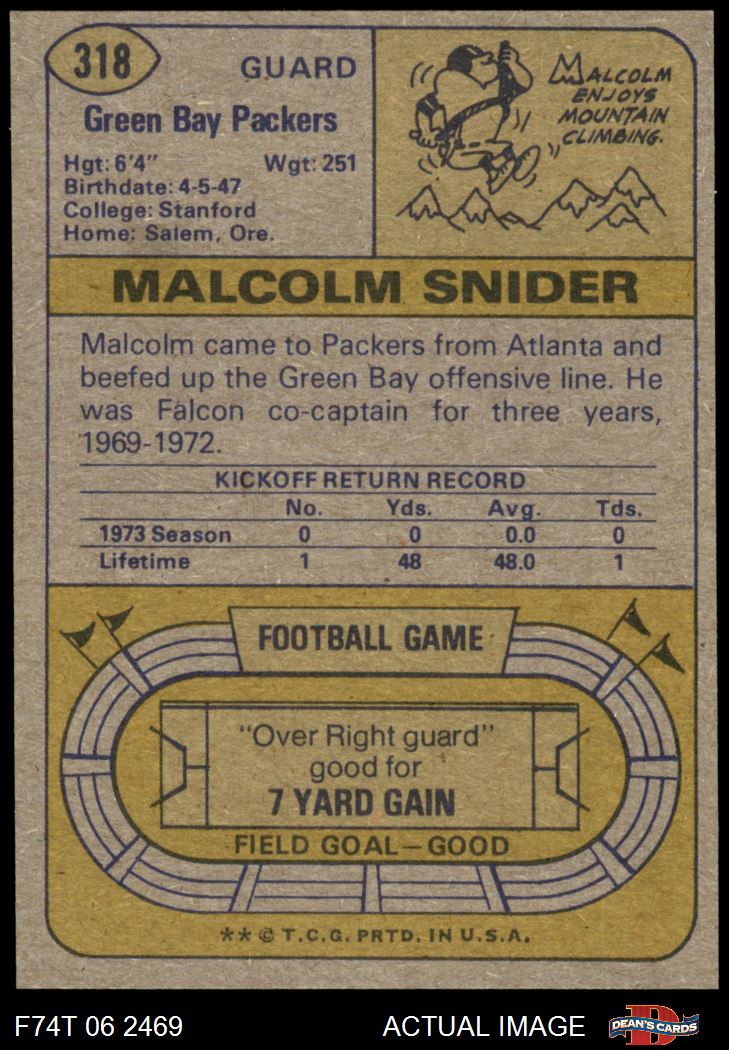 318
GUARD
Green Bay Packers
Hgt: 6'4" Wgt: 251
Birthdate: 4-5-47
College: Stanford
Home: Salem, Ore.
MALCOLM
ENJOYS
MOUNTAIN
CLIMBING.
MALCOLM SNIDER
Malcolm came to Packers from Atlanta and
beefed up the Green Bay offensive line. He
was Falcon co-captain for three years,
1969-1972.
KICKOFF RETURN RECORD
No. Yds. Avg. Tds.
1973 Season 0 0 0.0 0
Lifetime 1 48 48.0 1
FOOTBALL GAME
"Over Right guard"
good for
7 YARD GAIN
FIELD GOAL—GOOD
** © T.C.G. PRTD. IN U.S.A.
F74T 06 2469 ACTUAL IMAGE
D
DEAN'S CARDS